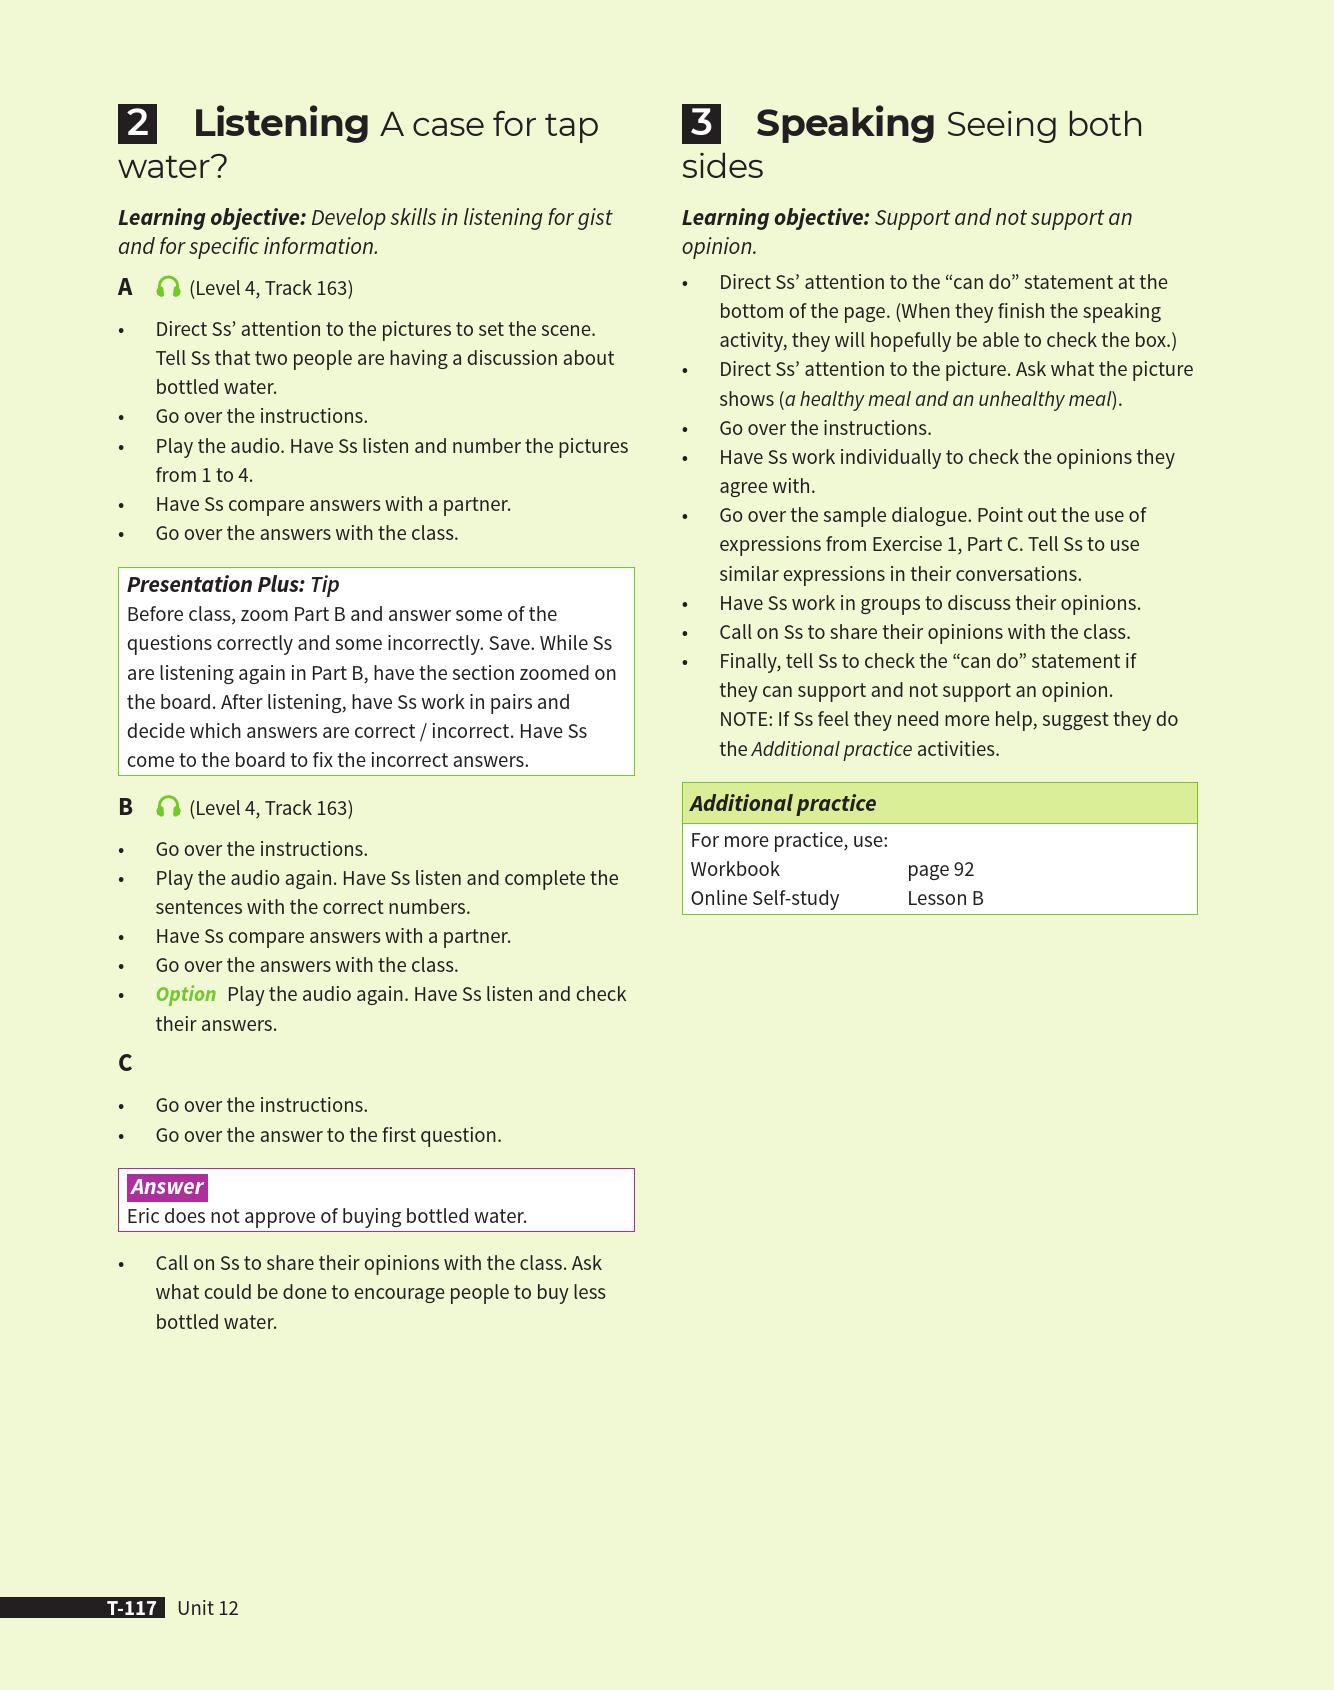 2 Listening A case for tap
water?
Learning objective: Develop skills in listening for gist
and for specific information.
A (Level 4, Track 163)
• Direct Ss’ attention to the pictures to set the scene.
Tell Ss that two people are having a discussion about
bottled water.
• Go over the instructions.
• Play the audio. Have Ss listen and number the pictures
from 1 to 4.
• Have Ss compare answers with a partner.
• Go over the answers with the class.
Presentation Plus: Tip
Before class, zoom Part B and answer some of the
questions correctly and some incorrectly. Save. While Ss
are listening again in Part B, have the section zoomed on
the board. After listening, have Ss work in pairs and
decide which answers are correct / incorrect. Have Ss
come to the board to fix the incorrect answers.
B (Level 4, Track 163)
• Go over the instructions.
• Play the audio again. Have Ss listen and complete the
sentences with the correct numbers.
• Have Ss compare answers with a partner.
• Go over the answers with the class.
• Option Play the audio again. Have Ss listen and check
their answers.
C
• Go over the instructions.
• Go over the answer to the first question.
Answer
Eric does not approve of buying bottled water.
• Call on Ss to share their opinions with the class. Ask
what could be done to encourage people to buy less
bottled water.
3 Speaking Seeing both
sides
Learning objective: Support and not support an
opinion.
• Direct Ss’ attention to the “can do” statement at the
bottom of the page. (When they finish the speaking
activity, they will hopefully be able to check the box.)
• Direct Ss’ attention to the picture. Ask what the picture
shows (a healthy meal and an unhealthy meal).
• Go over the instructions.
• Have Ss work individually to check the opinions they
agree with.
• Go over the sample dialogue. Point out the use of
expressions from Exercise 1, Part C. Tell Ss to use
similar expressions in their conversations.
• Have Ss work in groups to discuss their opinions.
• Call on Ss to share their opinions with the class.
• Finally, tell Ss to check the “can do” statement if
they can support and not support an opinion.
NOTE: If Ss feel they need more help, suggest they do
the Additional practice activities.
Additional practice
For more practice, use:
Workbook page 92
Online Self-study Lesson B
T-117 Unit 12